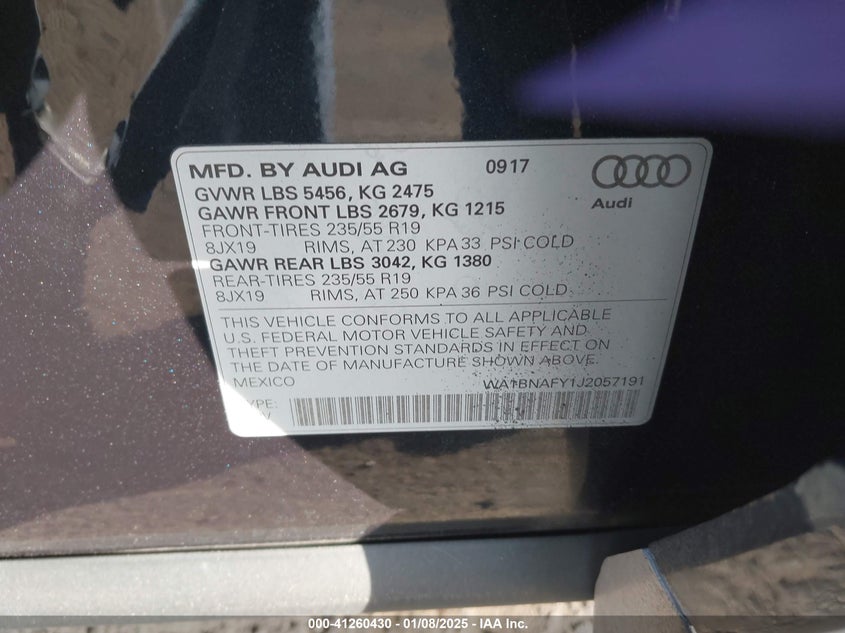 MFD. BY AUDI AG 0917
GVWR LBS 5456, KG 2475
GAWR FRONT LBS 2679, KG 1215
Audi
FRONT-TIRES 235/55 R19
8JX19 RIMS, AT 230 KPA 33 PSI COLD
GAWR REAR LBS 3042, KG 1380
REAR-TIRES 235/55 R19
8JX19 RIMS, AT 250 KPA 36 PSI COLD
THIS VEHICLE CONFORMS TO ALL APPLICABLE
U.S. FEDERAL MOTOR VEHICLE SAFETY AND
THEFT PREVENTION STANDARDS IN EFFECT ON
THE DATE OF MANUFACTURE SHOWN ABOVE.
MEXICO WA1BNAFY1J2057191
000-41260430 - 01/08/2025 - IAA Inc.